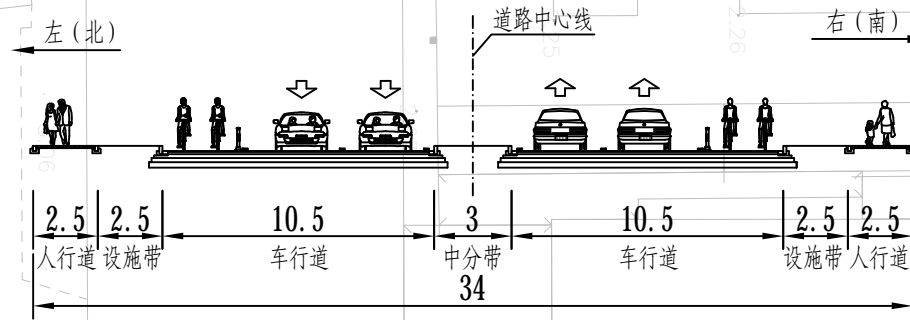 道路中心线
左（北）
右（南）
2.5 2.5 10.5 3 10.5 2.5 2.5
人行道 设施带 车行道 中分带 车行道 设施带 人行道
34
2.26